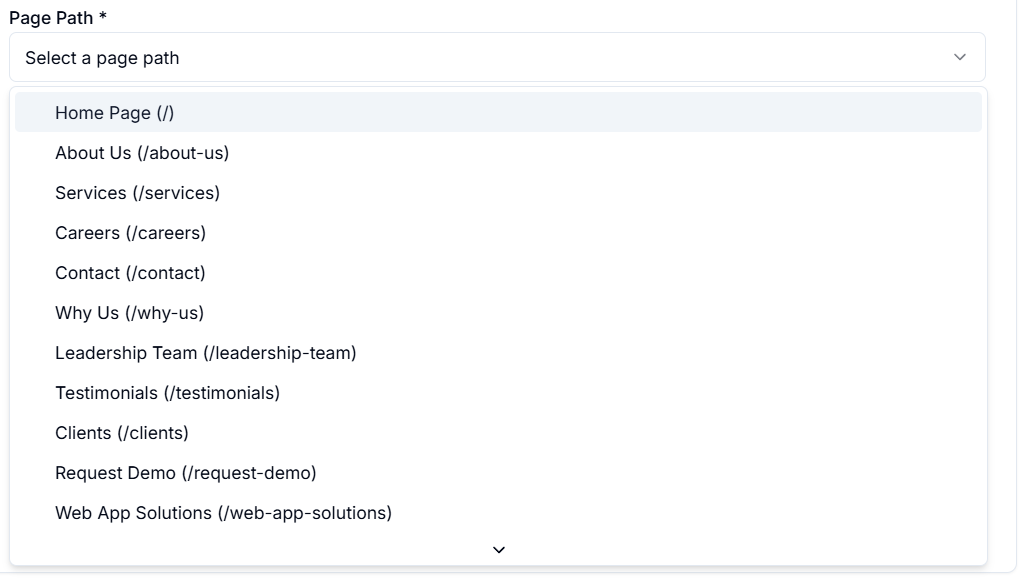 Page Path *
Select a page path
Home Page (/)
About Us (/about-us)
Services (/services)
Careers (/careers)
Contact (/contact)
Why Us (/why-us)
Leadership Team (/leadership-team)
Testimonials (/testimonials)
Clients (/clients)
Request Demo (/request-demo)
Web App Solutions (/web-app-solutions)